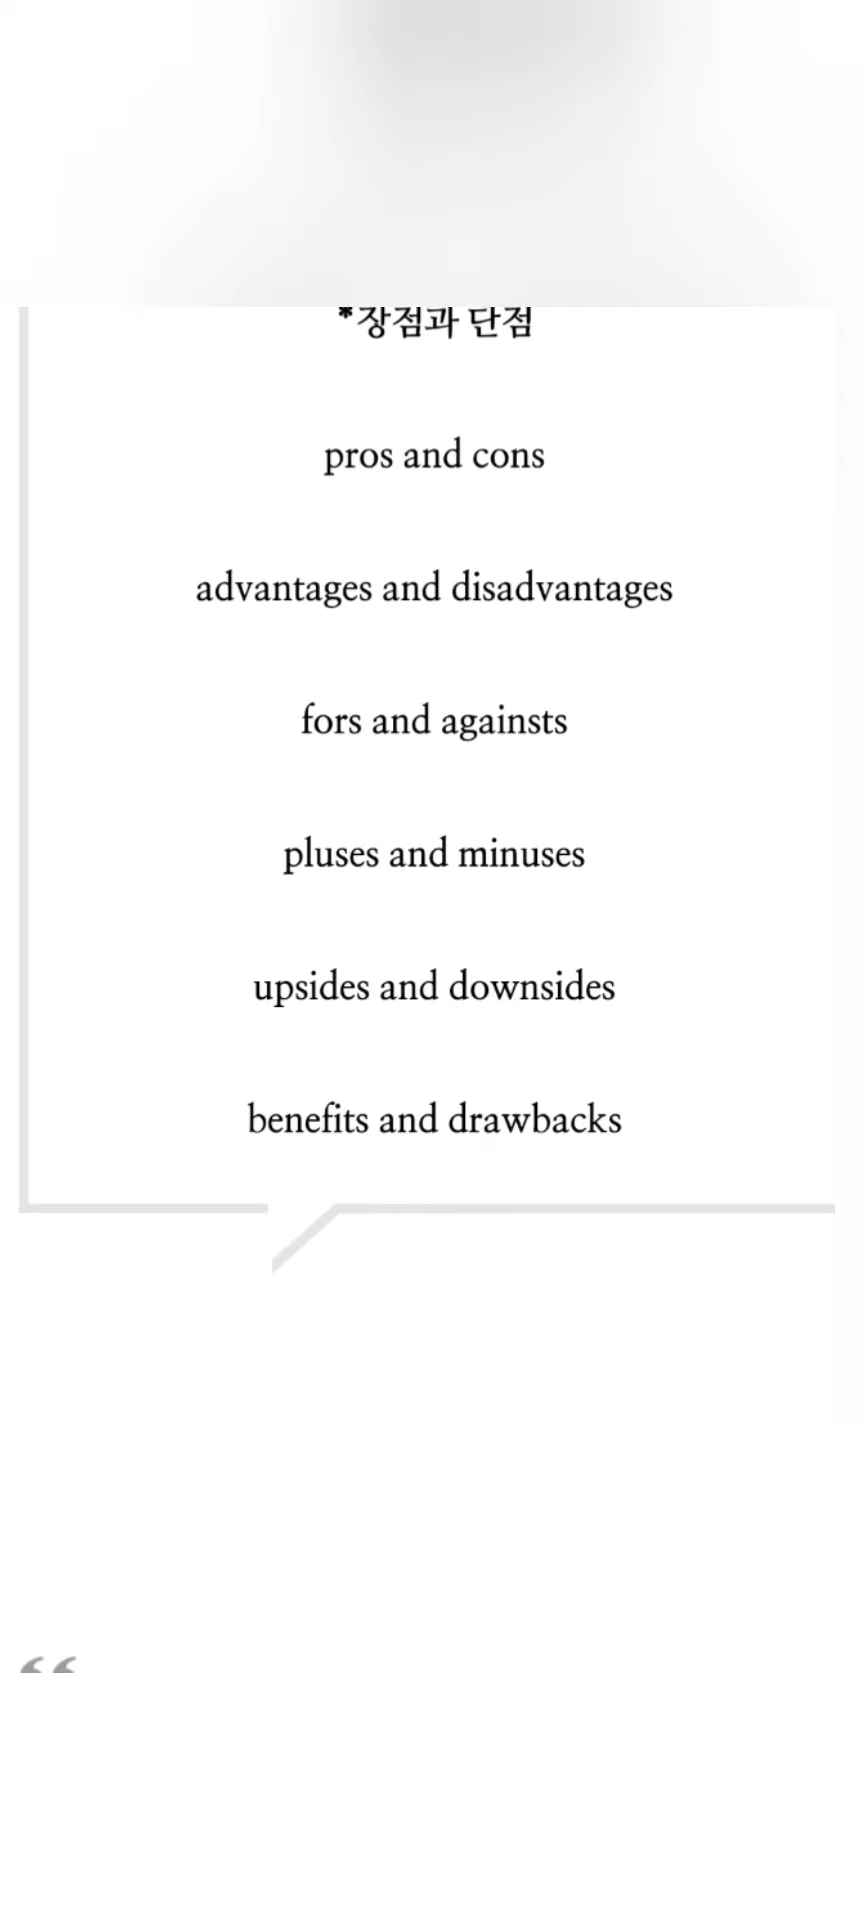 *장점과 단점
pros and cons
advantages and disadvantages
fors and againsts
pluses and minuses
upsides and downsides
benefits and drawbacks
“